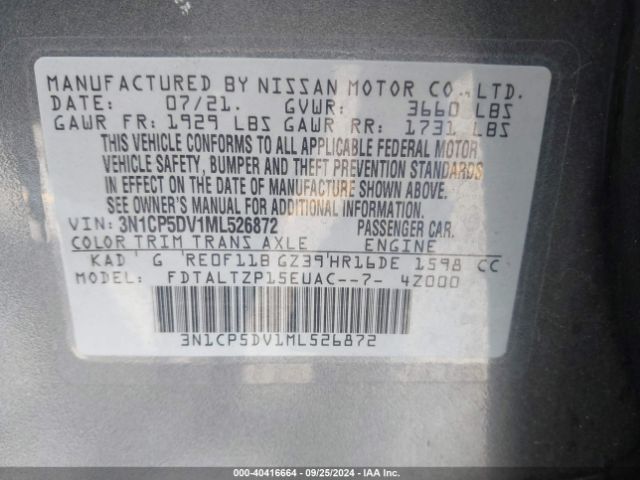 MANUFACTURED BY NISSAN MOTOR CO., LTD.
DATE: 07/21. GVWR: 3660 LBS
GAWR FR: 1929 LBS GAWR RR: 1731 LBS
THIS VEHICLE CONFORMS TO ALL APPLICABLE FEDERAL MOTOR
VEHICLE SAFETY, BUMPER AND THEFT PREVENTION STANDARDS
IN EFFECT ON THE DATE OF MANUFACTURE SHOWN ABOVE.
SEE OWNER'S MANUAL FOR ADDITIONAL INFORMATION.
VIN: 3N1CP5DV1ML526872 PASSENGER CAR.
COLOR TRIM TRANS AXLE ENGINE
KAD G RE0F11B GZ39 HR16DE 1598 CC
MODEL: FDTALTZP15EUAC--7- 4Z000
3N1CP5DV1ML526872
000-40416664 - 09/25/2024 - IAA Inc.